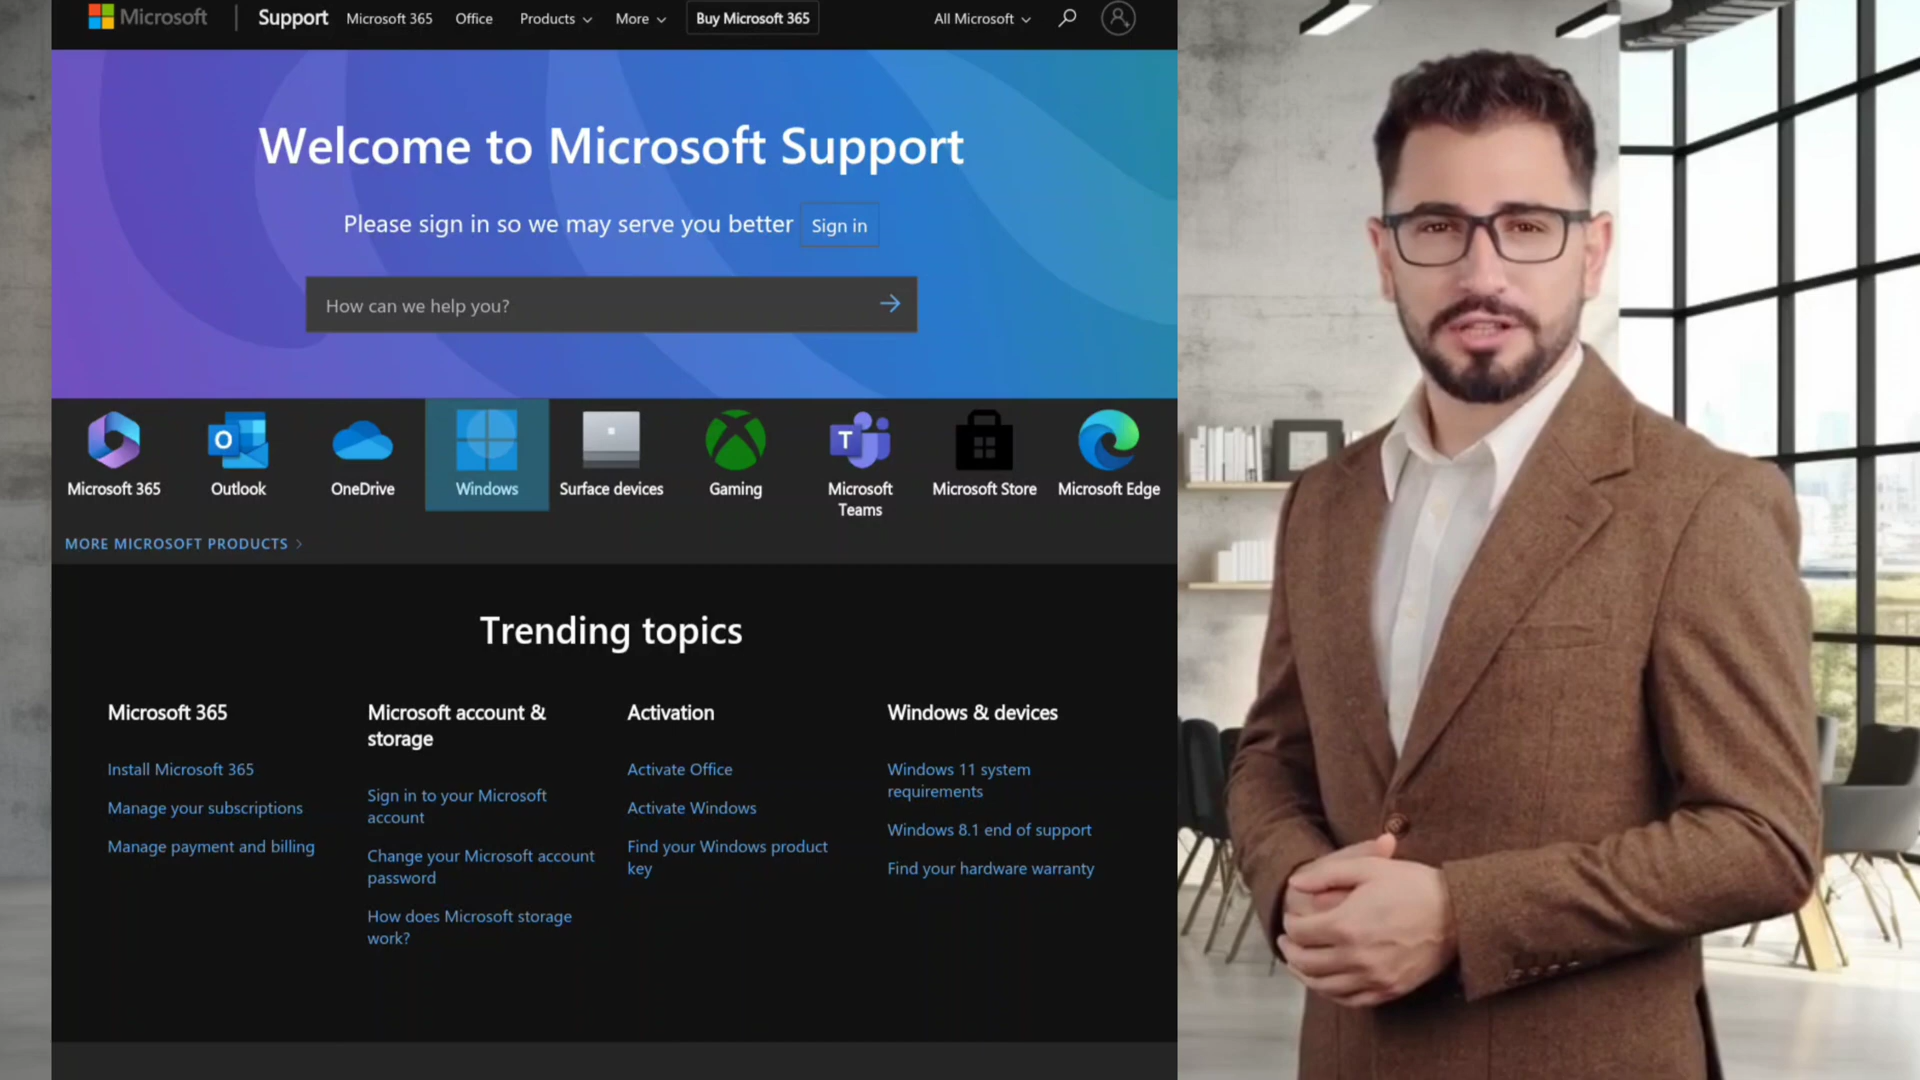 Microsoft Support Microsoft 365 Office Products More Buy Microsoft 365 All Microsoft
Welcome to Microsoft Support
Please sign in so we may serve you better Sign in
How can we help you?
Microsoft 365
Outlook
OneDrive
Windows
Surface devices
Gaming
Microsoft
Teams
Microsoft Store
Microsoft Edge
MORE MICROSOFT PRODUCTS
Trending topics
Microsoft 365
Install Microsoft 365
Manage your subscriptions
Manage payment and billing
Microsoft account &
storage
Sign in to your Microsoft
account
Change your Microsoft account
password
How does Microsoft storage
work?
Activation
Activate Office
Activate Windows
Find your Windows product
key
Windows & devices
Windows 11 system
requirements
Windows 8.1 end of support
Find your hardware warranty